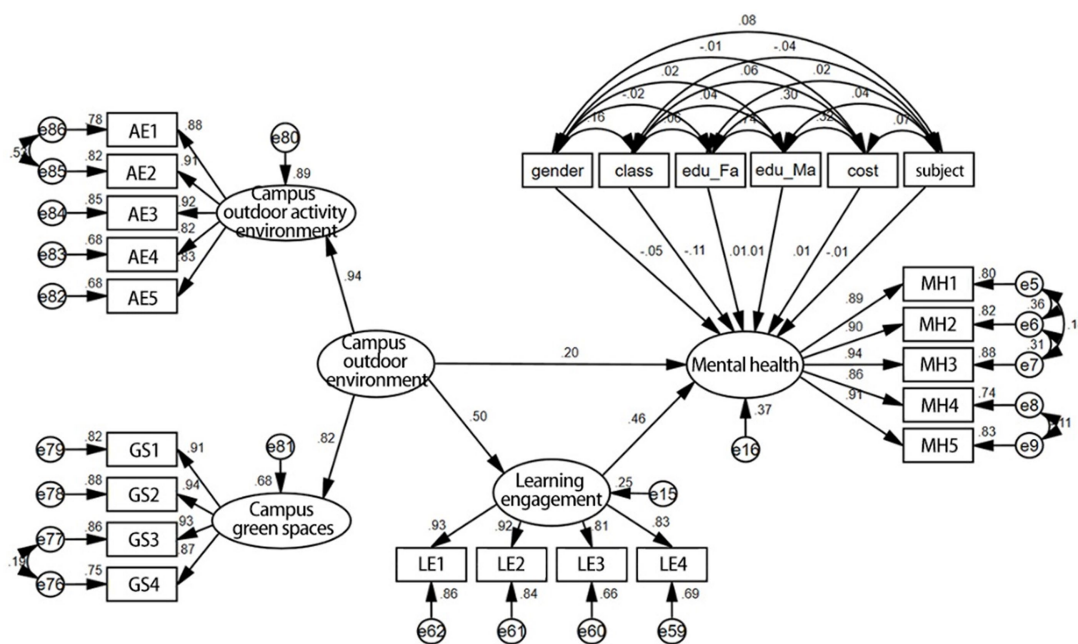 .08
-.01 -.04
.02 .06 .02
-.02 .04 .30 .04
.16 .06 .74 .32 .07
gender class edu_Fa edu_Ma cost subject
-.05 -.11 .01 .01 .01 -.01
e86 .78 AE1 .88
e85 .82 AE2 .91
e84 .85 AE3 .92
e83 .68 AE4 .82
e82 .68 AE5 .83
e80
.89
Campus
outdoor activity
environment
.94
Campus
outdoor
environment
.20
.50
.82
Mental health
.37
e16
.46
.89 MH1 .80 e5
.90 MH2 .82 e6
.94 MH3 .88 e7
.86 MH4 .74 e8
.91 MH5 .83 e9
.36
.31
.11
e79 .82 GS1 .91
e78 .88 GS2 .94
e77 .86 GS3 .93
e76 .75 GS4 .87
.19
e81
.68
Campus
green spaces
Learning
engagement
.25 e15
.93 .92 .81 .83
LE1 LE2 LE3 LE4
.86 .84 .66 .69
e62 e61 e60 e59